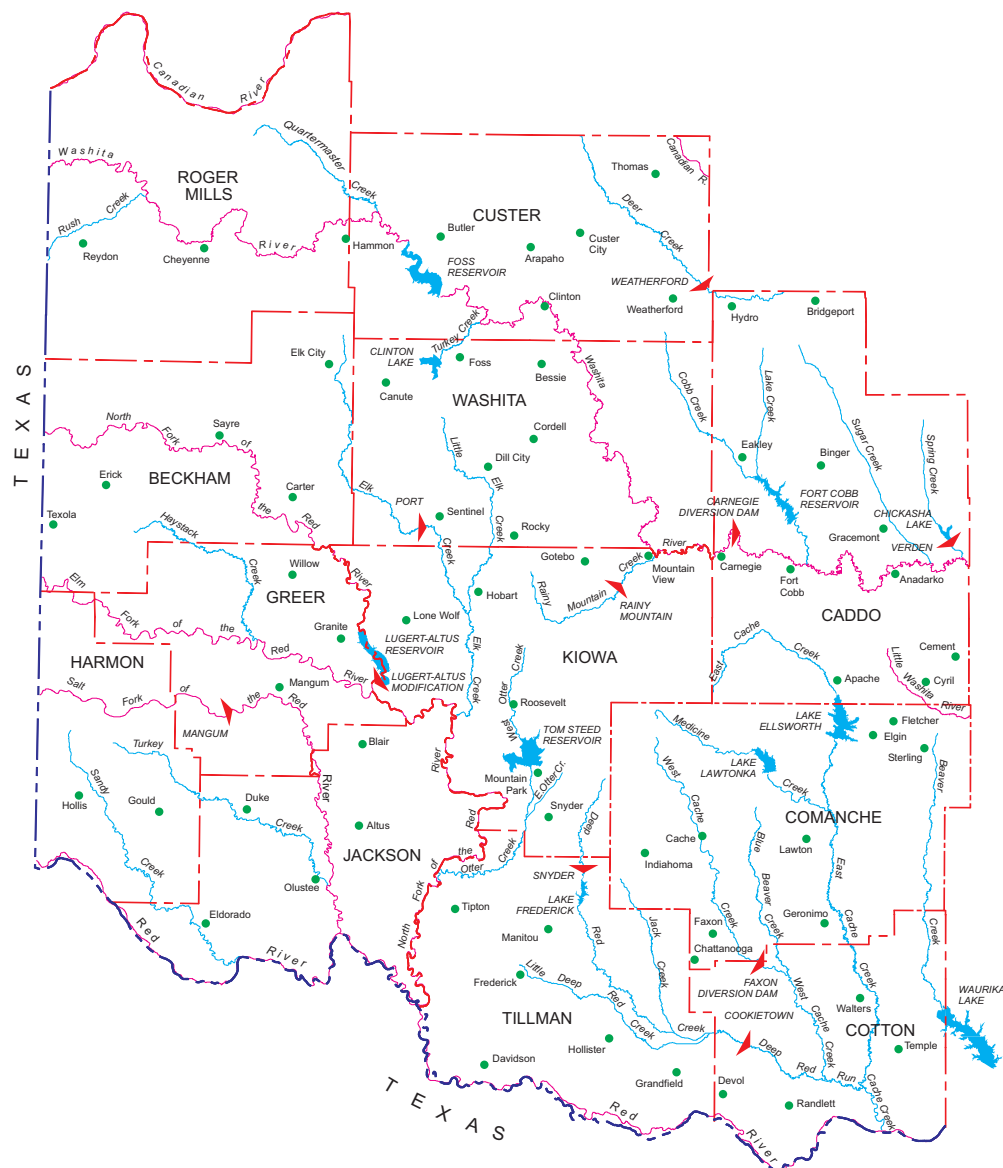 Canadian River
Washita
ROGER
MILLS
Quartermaster
Creek
Rush Creek
Reydon
Cheyenne
River
Hammon
Thomas
Canadian R.
CUSTER
Deer
Creek
Butler
Arapaho
Custer
City
FOSS
RESERVOIR
WEATHERFORD
Weatherford
Clinton
Hydro
Bridgeport
TEXAS
Elk City
CLINTON
LAKE
Turkey Creek
Foss
Bessie
Washita
Canute
WASHITA
Cobb Creek
Lake Creek
Sugar Creek
Spring Creek
North
Fork
of
the
Red
Sayre
BECKHAM
Erick
Carter
Texola
Little
Elk
Creek
Cordell
Dill City
Eakley
Binger
Elk
PORT
Creek
Sentinel
Rocky
CARNEGIE
DIVERSION DAM
FORT COBB
RESERVOIR
CHICKASHA
LAKE
Gracemont
VERDEN
Haystack
Creek
Willow
River
Gotebo
Creek
River
Mountain
View
Carnegie
Fort
Cobb
Anadarko
Elm
Fork
of
the
Red
River
GREER
Lone Wolf
Hobart
Rainy
Mountain
RAINY
MOUNTAIN
CADDO
Granite
LUGERT-ALTUS
RESERVOIR
Elk
Creek
KIOWA
East
Cache
Creek
Cement
Little
Washita
River
Cyril
HARMON
Salt
Fork
of
the
Red
Mangum
LUGERT-ALTUS
MODIFICATION
Apache
MANGUM
Otter
Creek
West
Roosevelt
Medicine
Creek
LAKE
ELLSWORTH
Fletcher
Elgin
Sterling
Turkey
Creek
Blair
River
TOM STEED
RESERVOIR
West
Cache
Creek
LAKE
LAWTONKA
Beaver
Creek
Sandy
Creek
Hollis
Gould
Duke
River
Mountain
Park
E. Otter Cr.
Snyder
Deep
COMANCHE
Altus
JACKSON
Red
the
of
Fork
North
Otter
Creek
Cache
Indiahoma
Blue
Beaver
Creek
Lawton
East
Cache
Creek
Olustee
SNYDER
Tipton
LAKE
FREDERICK
Jack
Creek
Faxon
Geronimo
Eldorado
Red
River
Manitou
Red
Chattanooga
Frederick
Little
Deep
Red
Creek
FAXON
DIVERSION DAM
West
Cache
Creek
Walters
WAURIKA
LAKE
TILLMAN
COOKIETOWN
Creek
COTTON
Hollister
Deep
Red
Run
Temple
Davidson
Grandfield
Devol
Cache Creek
TEXAS
Red
River
Randlett